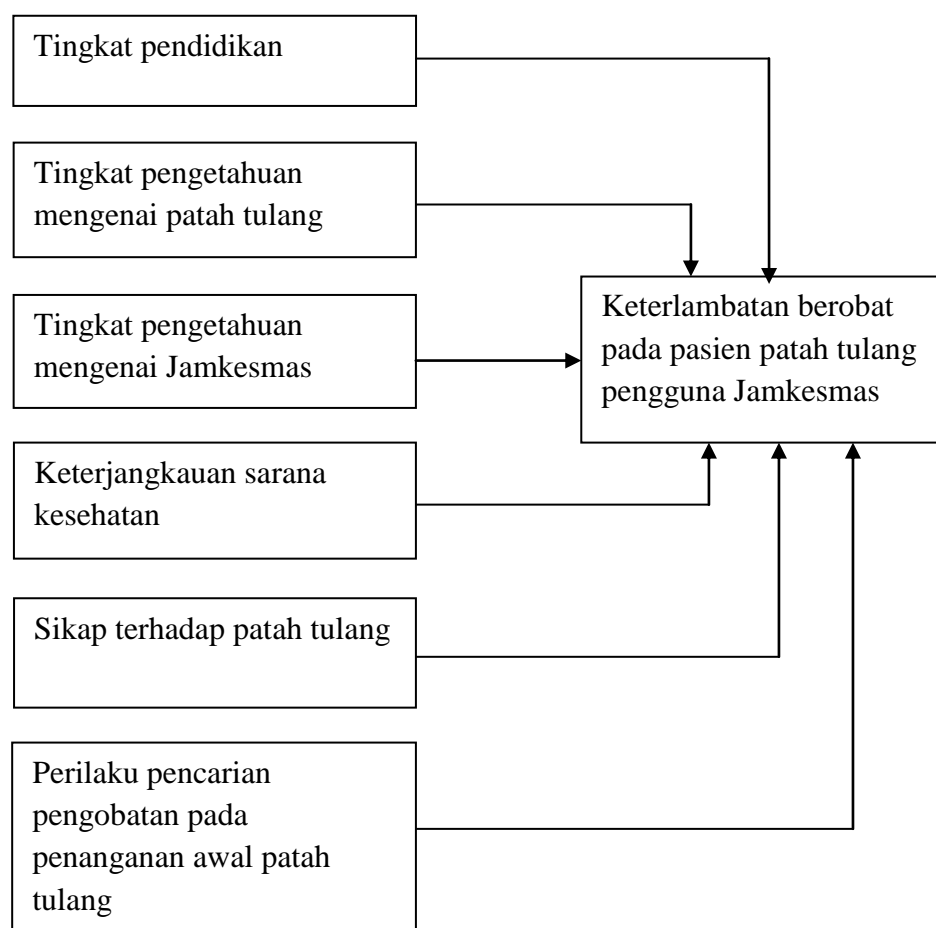 Tingkat pendidikan
Tingkat pengetahuan
mengenai patah tulang
Tingkat pengetahuan
mengenai Jamkesmas
Keterjangkauan sarana
kesehatan
Sikap terhadap patah tulang
Perilaku pencarian
pengobatan pada
penanganan awal patah
tulang
Keterlambatan berobat
pada pasien patah tulang
pengguna Jamkesmas